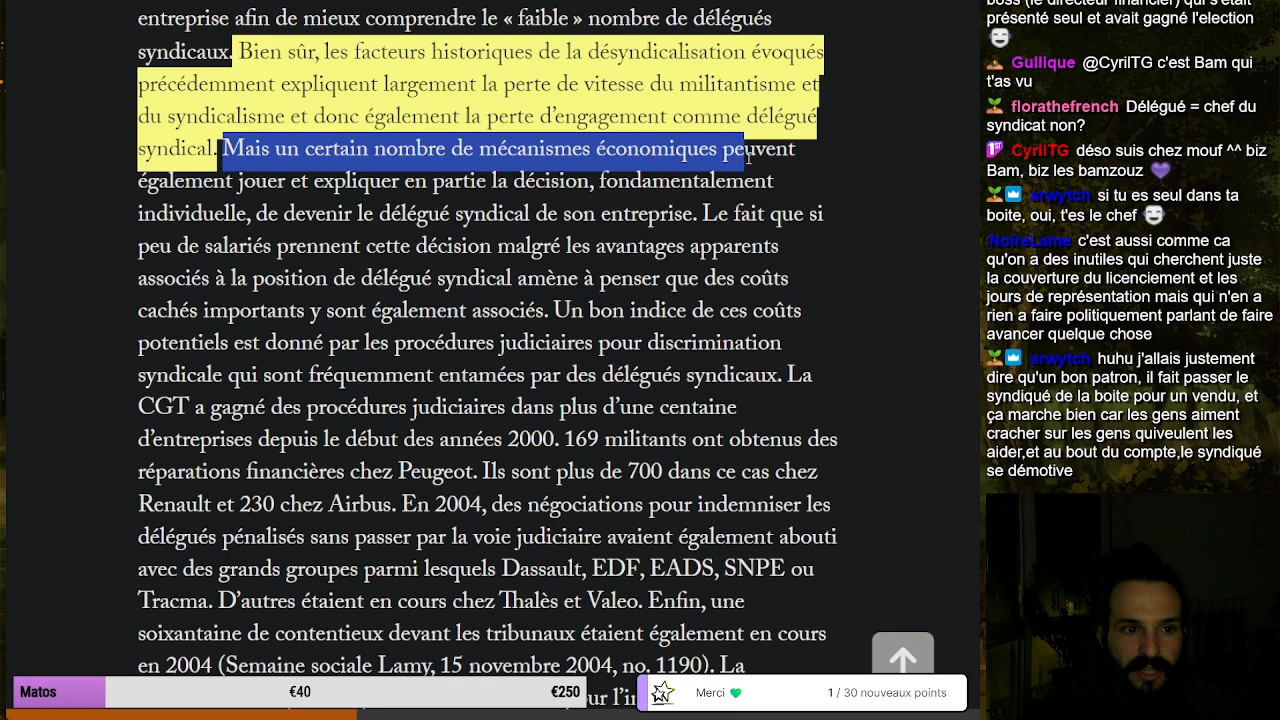 entreprise afin de mieux comprendre le « faible » nombre de délégués
syndicaux. Bien sûr, les facteurs historiques de la désyndicalisation évoqués
précédemment expliquent largement la perte de vitesse du militantisme et
du syndicalisme et donc également la perte d’engagement comme délégué
syndical. Mais un certain nombre de mécanismes économiques peuvent
également jouer et expliquer en partie la décision, fondamentalement
individuelle, de devenir le délégué syndical de son entreprise. Le fait que si
peu de salariés prennent cette décision malgré les avantages apparents
associés à la position de délégué syndical amène à penser que des coûts
cachés importants y sont également associés. Un bon indice de ces coûts
potentiels est donné par les procédures judiciaires pour discrimination
syndicale qui sont fréquemment entamées par des délégués syndicaux. La
CGT a gagné des procédures judiciaires dans plus d’une centaine
d’entreprises depuis le début des années 2000. 169 militants ont obtenus des
réparations financières chez Peugeot. Ils sont plus de 700 dans ce cas chez
Renault et 230 chez Airbus. En 2004, des négociations pour indemniser les
délégués pénalisés sans passer par la voie judiciaire avaient également abouti
avec des grands groupes parmi lesquels Dassault, EDF, EADS, SNPE ou
Tracma. D’autres étaient en cours chez Thalès et Valeo. Enfin, une
soixantaine de contentieux devant les tribunaux étaient également en cours
en 2004 (Semaine sociale Lamy, 15 novembre 2004, no. 1190). La
Matos €40 €250
Merci 1 / 30 nouveaux points
boss (le directeur financier) qui s'était
présenté seul et avait gagné l'election
Gullique @CyrilTG c'est Bam qui
t'as vu
florathefrench Délégué = chef du
syndicat non?
1ST CyrilTG déso suis chez mouf ^^ biz
Bam, biz les bamzouz
arwytch si tu es seul dans ta
boite, oui, t'es le chef
NoireLame c'est aussi comme ca
qu'on a des inutiles qui cherchent juste
la couverture du licenciement et les
jours de représentation mais qui n'en a
rien a faire politiquement parlant de faire
avancer quelque chose
arwytch huhu j'allais justement
dire qu'un bon patron, il fait passer le
syndiqué de la boite pour un vendu, et
ça marche bien car les gens aiment
cracher sur les gens quiveulent les
aider,et au bout du compte,le syndiqué
se démotive